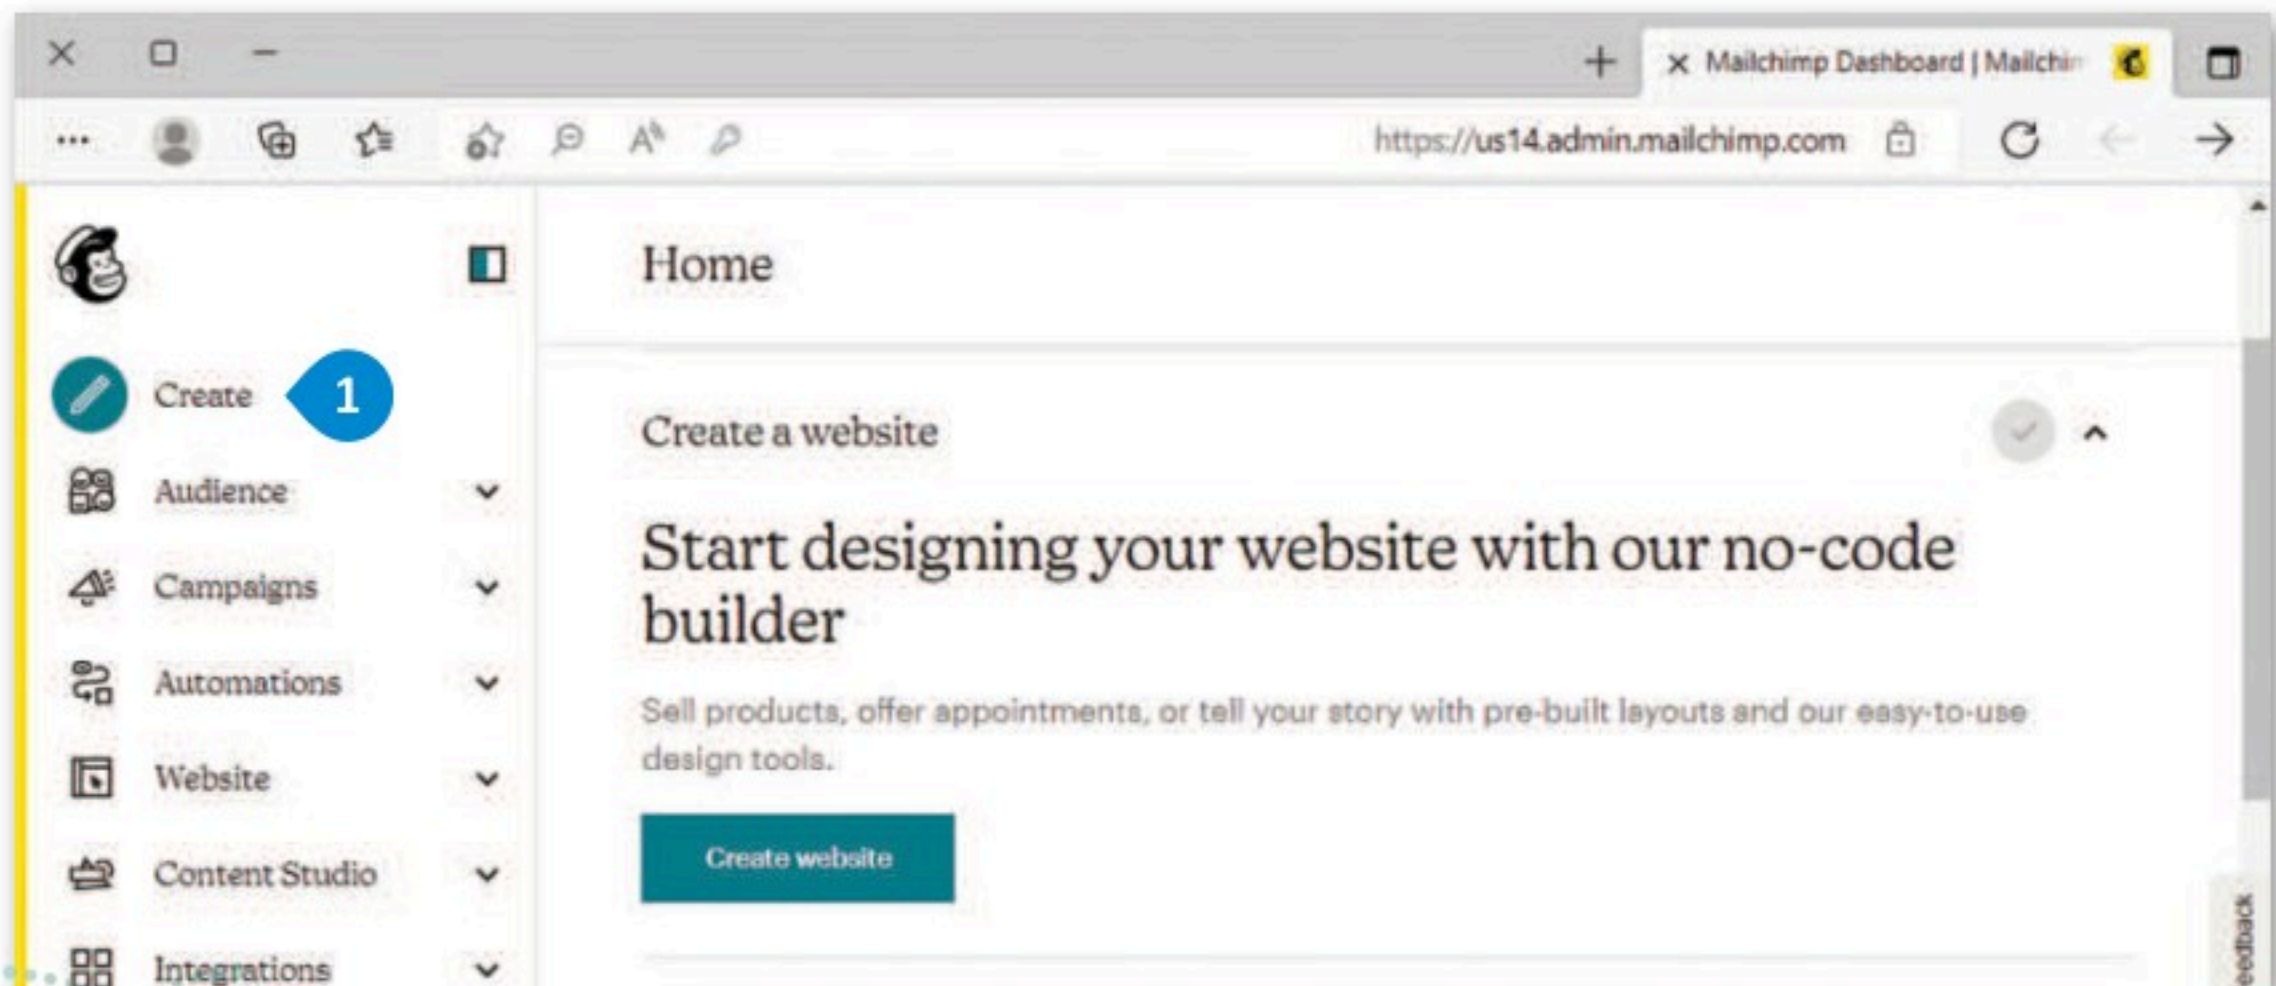 Mailchimp Dashboard | Mailchim
https://us14.admin.mailchimp.com
Home
Create
1
Audience
Campaigns
Automations
Website
Content Studio
Integrations
Create a website
Start designing your website with our no-code
builder
Sell products, offer appointments, or tell your story with pre-built layouts and our easy-to-use
design tools.
Create website
eedback